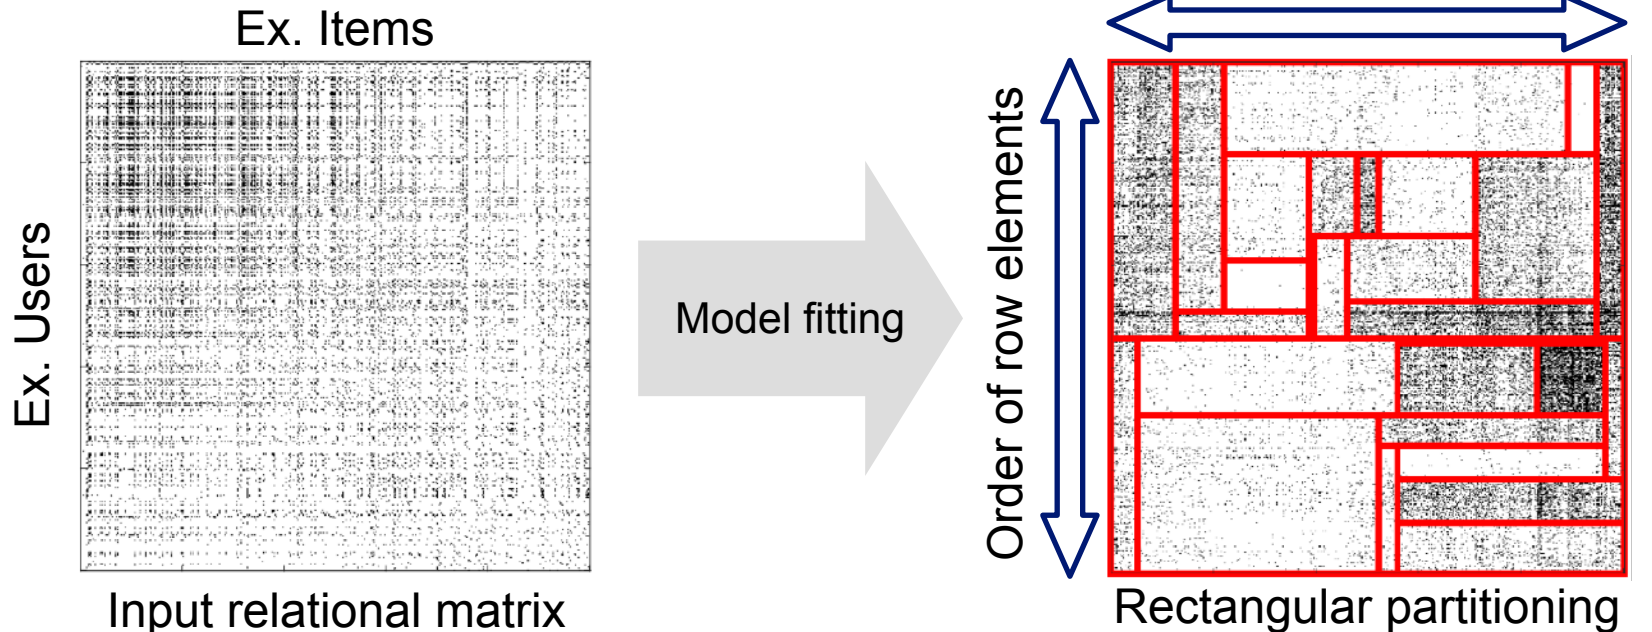 Ex. Items
Ex. Users
Input relational matrix
Model fitting
Order of row elements
Rectangular partitioning